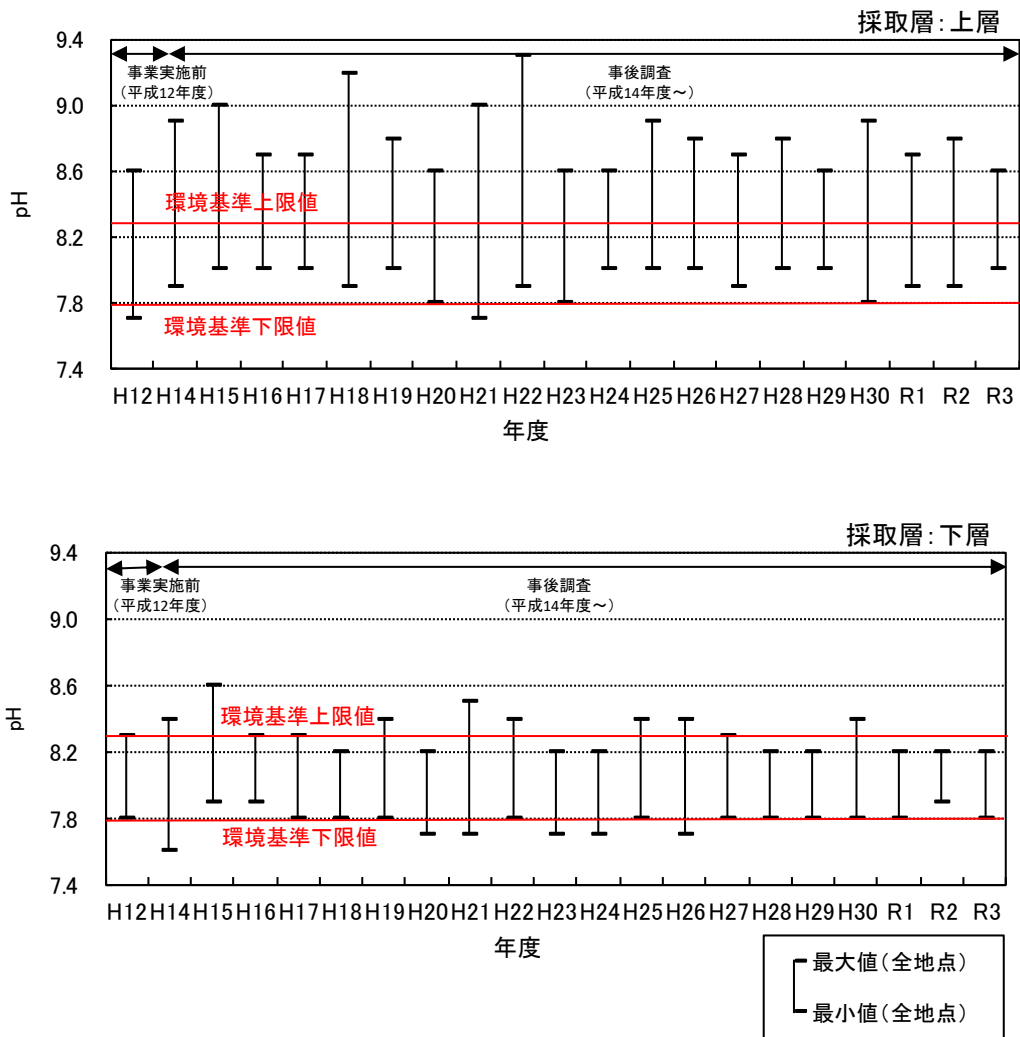 採取層：上層
9.4
9.0
8.6
8.2
7.8
7.4
pH
事業実施前
（平成12年度）
事後調査
（平成14年度～）
環境基準上限値
環境基準下限値
H12 H14 H15 H16 H17 H18 H19 H20 H21 H22 H23 H24 H25 H26 H27 H28 H29 H30 R1 R2 R3
年度
採取層：下層
9.4
9.0
8.6
8.2
7.8
7.4
pH
事業実施前
（平成12年度）
事後調査
（平成14年度～）
環境基準上限値
環境基準下限値
H12 H14 H15 H16 H17 H18 H19 H20 H21 H22 H23 H24 H25 H26 H27 H28 H29 H30 R1 R2 R3
年度
最大値（全地点）
最小値（全地点）